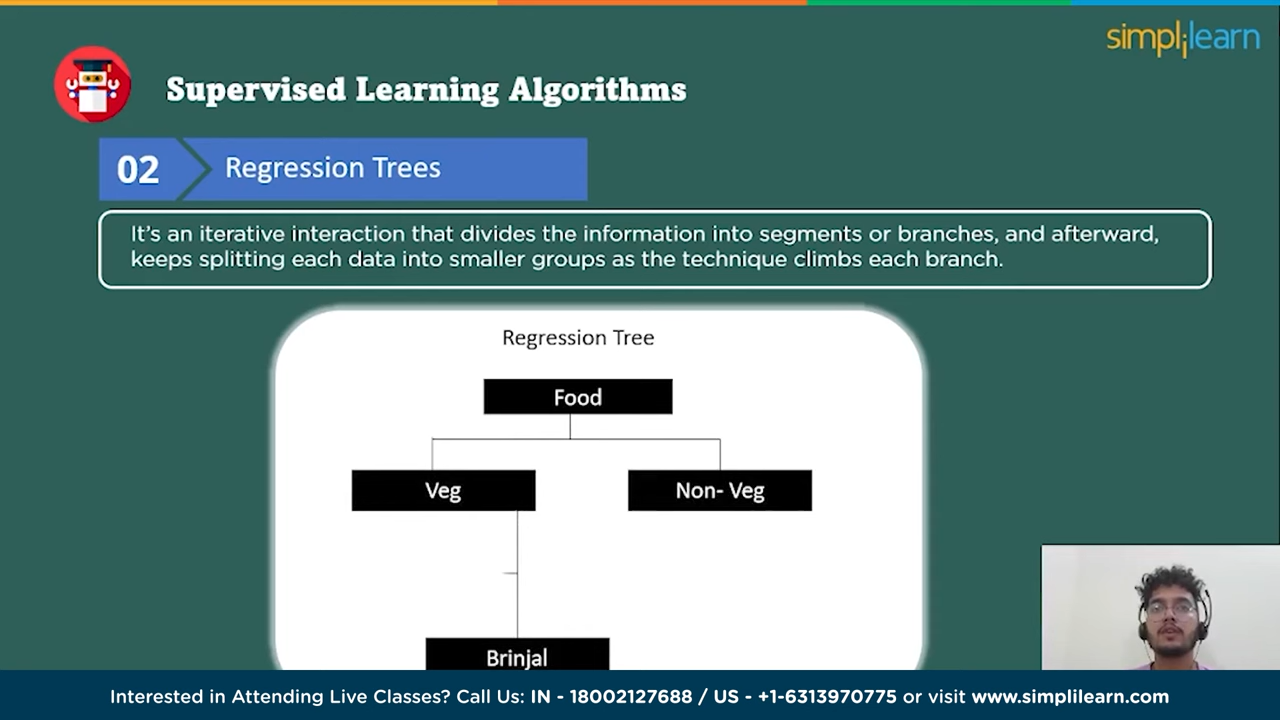 simplilearn
Supervised Learning Algorithms
02 Regression Trees
It's an iterative interaction that divides the information into segments or branches, and afterward,
keeps splitting each data into smaller groups as the technique climbs each branch.
Regression Tree
Food
Veg Non- Veg
Brinjal
Interested in Attending Live Classes? Call Us: IN - 18002127688 / US - +1-6313970775 or visit www.simplilearn.com